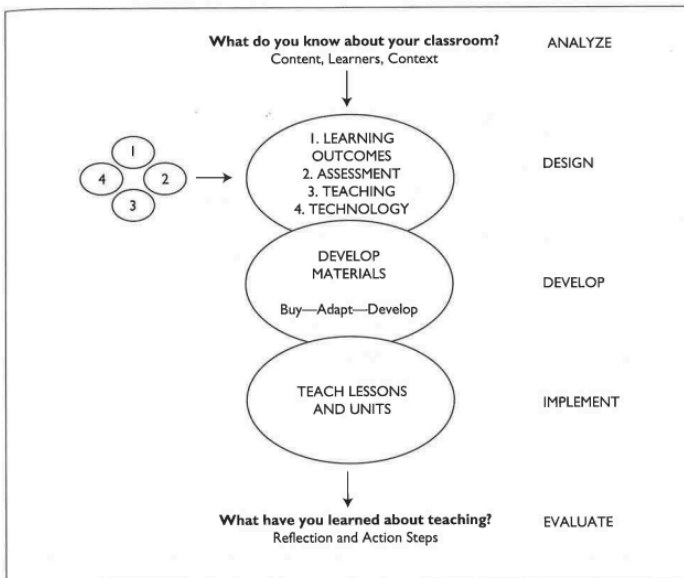 What do you know about your classroom?
ANALYZE
Content, Learners, Context
1
4
2
3
1. LEARNING
OUTCOMES
2. ASSESSMENT
3. TEACHING
4. TECHNOLOGY
DESIGN
DEVELOP
MATERIALS
Buy—Adapt—Develop
DEVELOP
TEACH LESSONS
AND UNITS
IMPLEMENT
What have you learned about teaching?
EVALUATE
Reflection and Action Steps